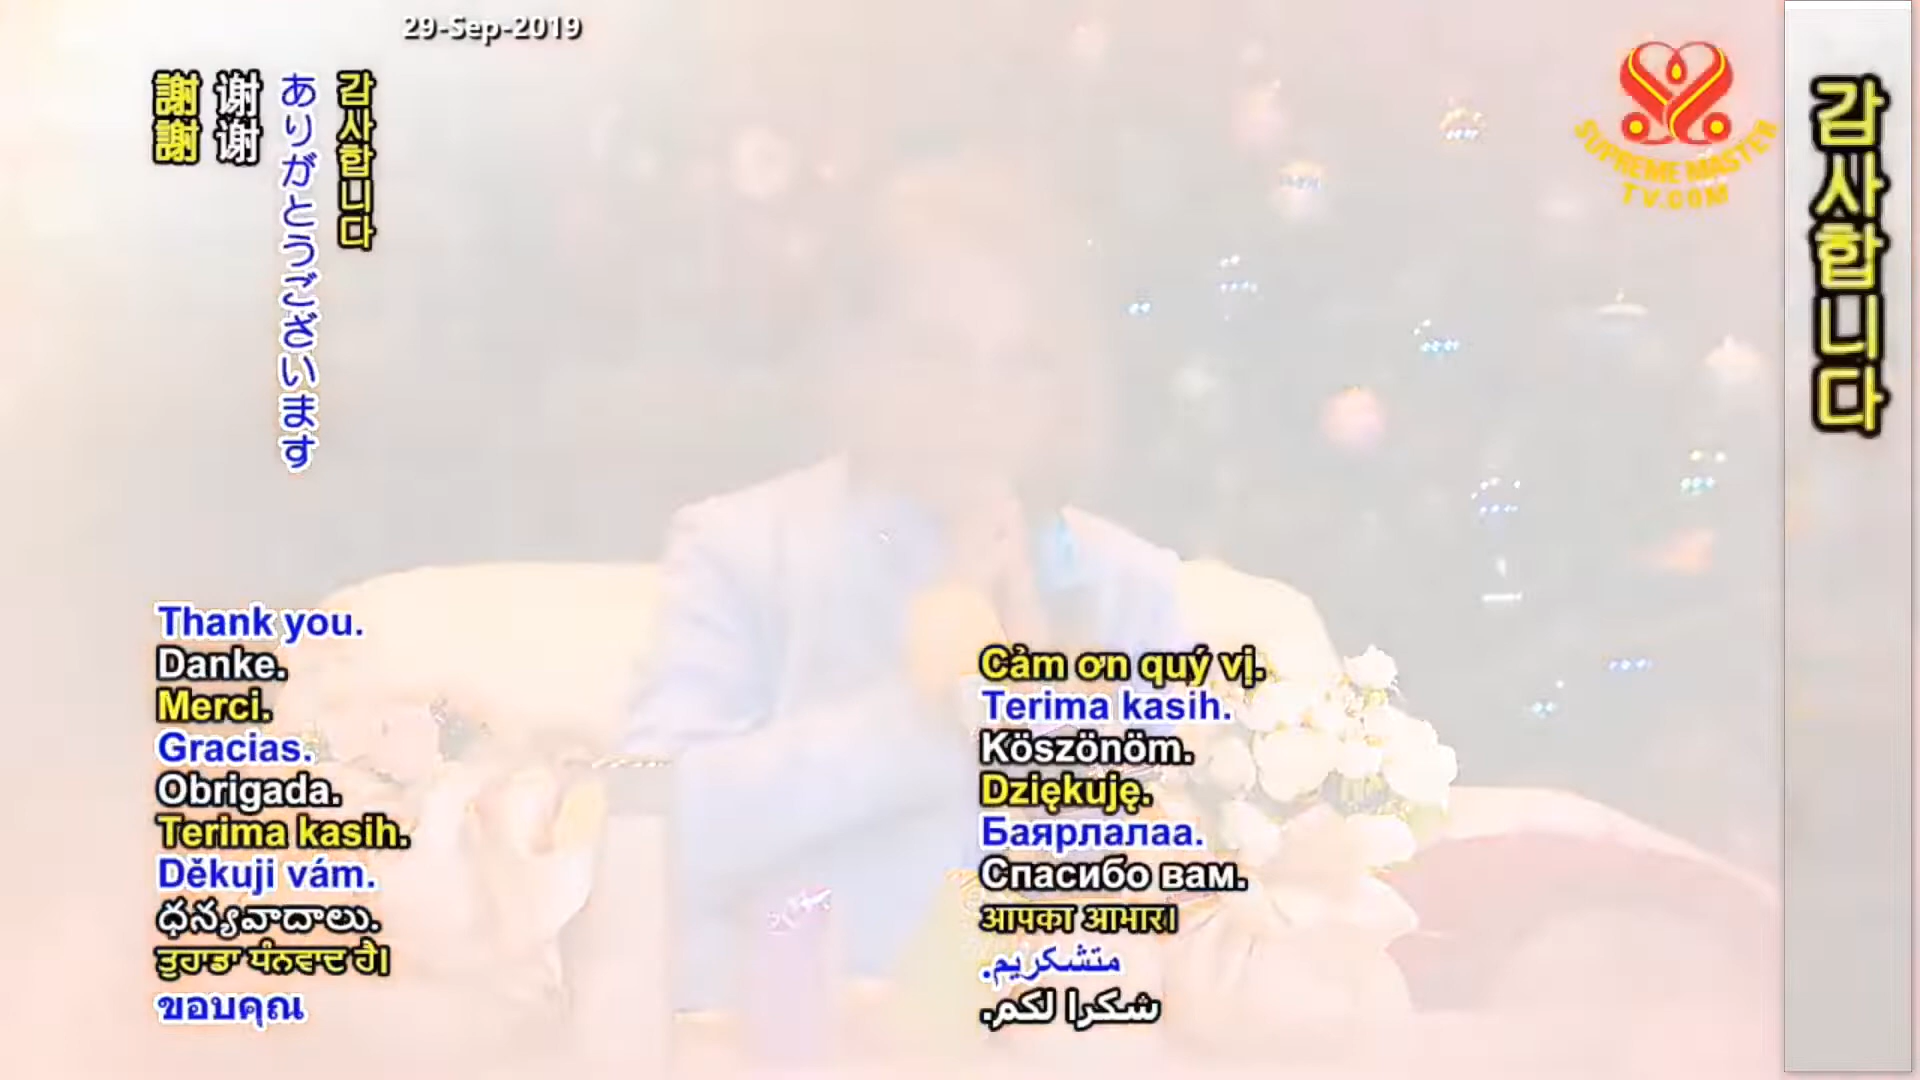 29-Sep-2019
謝謝
谢谢
ありがとうございます
감사합니다
SUPREME MASTER
TV.COM
감사합니다
Thank you.
Danke.
Merci.
Gracias.
Obrigada.
Terima kasih.
Děkuji vám.
ధన్యవాదాలు.
ਤੁਹਾਡਾ ਧੰਨਵਾਦ ਹੈ।
ขอบคุณ
Cảm ơn quý vị.
Terima kasih.
Köszönöm.
Dziękuję.
Баярлалаа.
Спасибо вам.
आपका आभार।
متشکریم.
شكرا لكم.